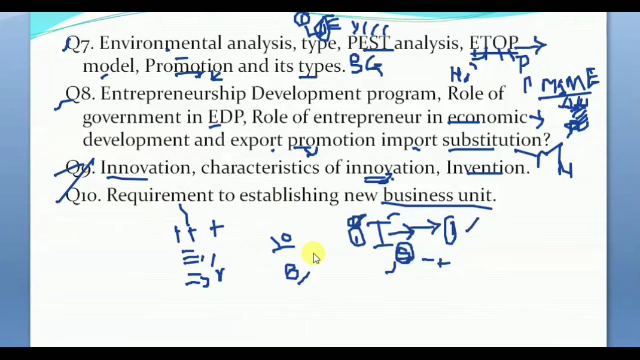 Q7. Environmental analysis, type, PEST analysis, ETOP
model, Promotion and its types.
Q8. Entrepreneurship Development program, Role of
government in EDP, Role of entrepreneur in economic
development and export promotion import substitution?
Q9. Innovation, characteristics of innovation, Invention.
Q10. Requirement to establishing new business unit.
MSME